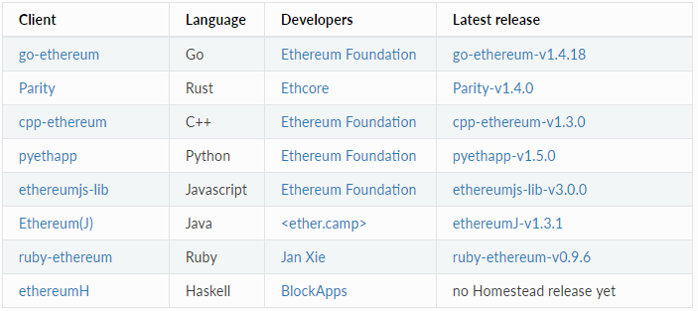 Client Language Developers Latest release
go-ethereum Go Ethereum Foundation go-ethereum-v1.4.18
Parity Rust Ethcore Parity-v1.4.0
cpp-ethereum C++ Ethereum Foundation cpp-ethereum-v1.3.0
pyethapp Python Ethereum Foundation pyethapp-v1.5.0
ethereumjs-lib Javascript Ethereum Foundation ethereumjs-lib-v3.0.0
Ethereum(J) Java <ether.camp> ethereumJ-v1.3.1
ruby-ethereum Ruby Jan Xie ruby-ethereum-v0.9.6
ethereumH Haskell BlockApps no Homestead release yet